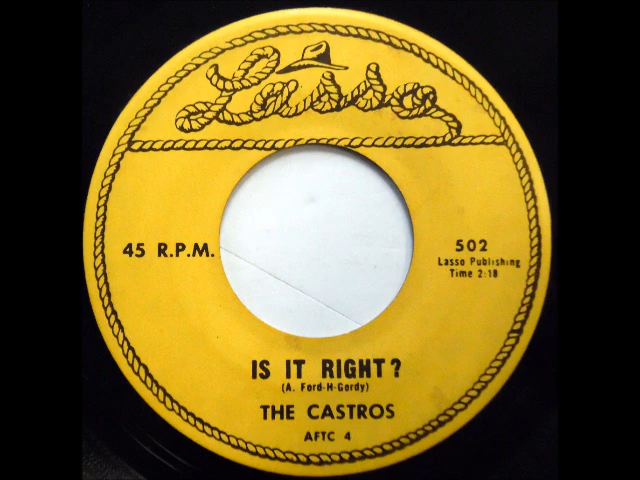 Lasso
45 R.P.M.
502
Lasso Publishing
Time 2:18
IS IT RIGHT?
(A. Ford-H-Gordy)
THE CASTROS
AFTC 4